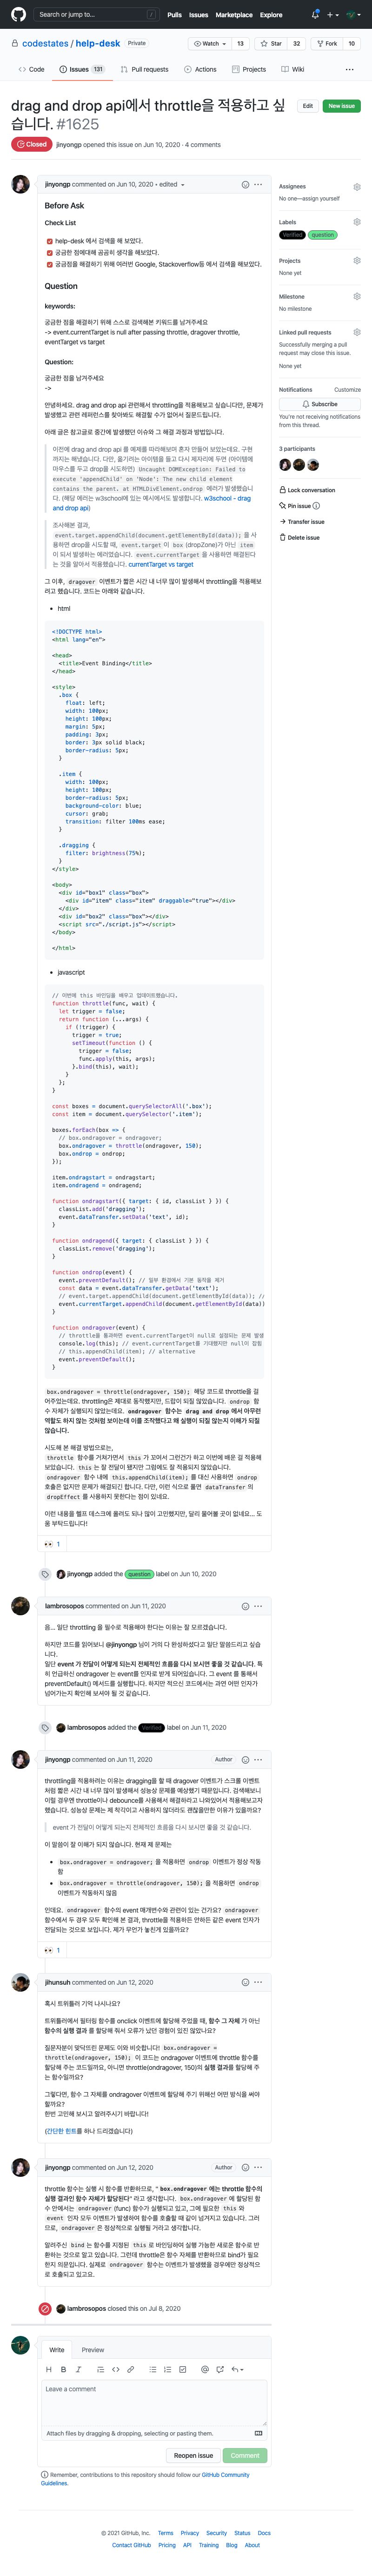 Search or jump to...
/
Pulls Issues Marketplace Explore
codestates / help-desk Private
Watch 13 Star 32 Fork 10
Code Issues 131 Pull requests Actions Projects Wiki
drag and drop api에서 throttle을 적용하고 싶
습니다. #1625
Edit New issue
Closed jinyongp opened this issue on Jun 10, 2020 · 4 comments
jinyongp commented on Jun 10, 2020 • edited
Before Ask
Check List
help-desk 에서 검색을 해 보았다.
궁금한 점에대해 곰곰히 생각을 해보았다.
궁금점을 해결하기 위해 여러번 Google, Stackoverflow등 에서 검색을 해보았다.
Question
keywords:
궁금한 점을 해결하기 위해 스스로 검색해본 키워드를 남겨주세요
-> event.currentTarget is null after passing throttle, dragover throttle,
eventTarget vs target
Question:
궁금한 점을 남겨주세요
->
안녕하세요. drag and drop api 관련해서 throttling을 적용해보고 싶습니다만, 문제가
발생했고 관련 레퍼런스를 찾아봐도 해결할 수가 없어서 질문드립니다.
아래 글은 참고글로 중간에 발생했던 이슈와 그 해결 과정과 방법입니다.
이전에 drag and drop api 를 예제를 따라해보며 혼자 만들어 보았는데요. 구현
까지는 해냈습니다. 다만, 옮기려는 아이템을 들고 다시 제자리에 두면 (아이템에
마우스를 두고 drop을 시도하면) Uncaught DOMException: Failed to
execute 'appendChild' on 'Node': The new child element
contains the parent. at HTMLDivElement.ondrop 에러가 발생했습니
다. (해당 에러는 w3school에 있는 예시에서도 발생합니다. w3school - drag
and drop api)
조사해본 결과,
event.target.appendChild(document.getElementById(data)); 을 사
용하면 drop을 시도할 때, event.target 이 box (dropZone)가 아닌 item
이 되서 발생하는 에러였습니다. event.currentTarget 을 사용하면 해결된다
는 것을 알아서 적용했습니다. currentTarget vs target
그 이후, dragover 이벤트가 짧은 시간 내 너무 많이 발생해서 throttling을 적용해보
려고 했습니다. 코드는 아래와 같습니다.
• html
<!DOCTYPE html>
<html lang="en">
<head>
<title>Event Binding</title>
</head>
<style>
.box {
float: left;
width: 100px;
height: 100px;
margin: 5px;
padding: 3px;
border: 3px solid black;
border-radius: 5px;
}
.item {
width: 100px;
height: 100px;
border-radius: 5px;
background-color: blue;
cursor: grab;
transition: filter 100ms ease;
}
.dragging {
filter: brightness(75%);
}
</style>
<body>
<div id="box1" class="box">
<div id="item" class="item" draggable="true"></div>
</div>
<div id="box2" class="box"></div>
<script src="./script.js"></script>
</body>
</html>
• javascript
// 이번에 this 바인딩을 배우고 업데이트했습니다.
function throttle(func, wait) {
let trigger = false;
return function (...args) {
if (!trigger) {
trigger = true;
setTimeout(function () {
trigger = false;
func.apply(this, args);
}.bind(this), wait);
}
};
}
const boxes = document.querySelectorAll('.box');
const item = document.querySelector('.item');
boxes.forEach(box => {
// box.ondragover = ondragover;
box.ondragover = throttle(ondragover, 150);
box.ondrop = ondrop;
});
item.ondragstart = ondragstart;
item.ondragend = ondragend;
function ondragstart({ target: { id, classList } }) {
classList.add('dragging');
event.dataTransfer.setData('text', id);
}
function ondragend({ target: { classList } }) {
classList.remove('dragging');
}
function ondrop(event) {
event.preventDefault(); // 일부 환경에서 기본 동작을 제거
const data = event.dataTransfer.getData('text');
// event.target.appendChild(document.getElementById(data)); //
event.currentTarget.appendChild(document.getElementById(data))
}
function ondragover(event) {
// throttle을 통과하면 event.currentTarget이 null로 설정되는 문제 발생
console.log(this); // event.currentTarget을 기대했지만 null이 잡힘
// this.appendChild(item); // alternative
event.preventDefault();
}
box.ondragover = throttle(ondragover, 150); 해당 코드로 throttle을 걸
어주었는데요. throttling은 제대로 동작했지만, 드랍이 되질 않았습니다. ondrop 함
수 자체가 실행되지 않았는데요. ondragover 함수는 drag and drop 에서 아무런
역할도 하지 않는 것처럼 보이는데 이를 조작했다고 왜 실행이 되질 않는지 이해가 되질
않습니다.
시도해 본 해결 방법으로는,
throttle 함수를 거쳐가면서 this 가 꼬여서 그런건가 하고 이번에 배운 걸 적용해
보았습니다. this 는 잘 전달이 됐지만 그럼에도 잘 적용되지 않았습니다.
ondragover 함수 내에 this.appendChild(item); 를 대신 사용하면 ondrop
호출은 없지만 문제가 해결되긴 합니다. 다만, 이런 식으로 풀면 dataTransfer 의
dropEffect 를 사용하지 못한다는 점이 있네요.
이런 내용을 헬프 데스크에 올려도 되나 많이 고민했지만, 달리 물어볼 곳이 없네요... 도
움 부탁드립니다!
1
jinyongp added the question label on Jun 10, 2020
lambrosopos commented on Jun 11, 2020
음... 일단 throttling 을 필수로 적용해야 한다는 이유는 잘 모르겠습니다.
하지만 코드를 읽어보니 @jinyongp 님이 거의 다 완성하셨다고 일단 말씀드리고 싶습
니다.
일단 event 가 전달이 어떻게 되는지 전체적인 흐름을 다시 보시면 좋을 것 같습니다. 특
히 언급하신 ondragover 는 event를 인자로 받게 되어있습니다. 그 event 를 통해서
preventDefault() 메서드를 실행합니다. 하지만 적으신 코드에서는 과연 어떤 인자가
넘어가는지 확인해 보셔야 될 것 같습니다.
lambrosopos added the Verified label on Jun 11, 2020
jinyongp commented on Jun 11, 2020 Author
throttling을 적용하려는 이유는 dragging을 할 때 dragover 이벤트가 스크롤 이벤트
처럼 짧은 시간 내 너무 많이 발생해서 성능상 문제를 예상했기 때문입니다. 검색해보니
이럴 경우엔 throttle이나 debounce를 사용해서 해결하라고 나와있어서 적용해보고자
했습니다. 성능상 문제는 제 착각이고 사용하지 않더라도 괜찮을만한 이유가 있을까요?
event 가 전달이 어떻게 되는지 전체적인 흐름을 다시 보시면 좋을 것 같습니다.
이 말씀이 잘 이해가 되지 않습니다. 현재 제 문제는
• box.ondragover = ondragover; 을 적용하면 ondrop 이벤트가 정상 작동
함
• box.ondragover = throttle(ondragover, 150); 을 적용하면 ondrop
이벤트가 작동하지 않음
인데요. ondragover 함수의 event 매개변수와 관련이 있는 건가요? ondragover
함수에서 두 경우 모두 확인해 본 결과, throttle을 적용하든 안하든 같은 event 인자가
전달되는 것으로 보입니다. 제가 무언가 놓친게 있을까요?
1
jihunsuh commented on Jun 12, 2020
혹시 트위틀러 기억 나시나요?
트위틀러에서 필터링 함수를 onclick 이벤트에 할당해 주었을 때, 함수 그 자체 가 아닌
함수의 실행 결과 를 할당해 줘서 오류가 났던 경험이 있진 않았나요?
질문자분이 맞닥뜨린 문제도 이와 비슷합니다! box.ondragover =
throttle(ondragover, 150); 이 코드는 ondragover 이벤트에 throttle 함수를
할당해 주는 코드일까요, 아니면 throttle(ondragover, 150)의 실행 결과를 할당해 주
는 함수일까요?
그렇다면, 함수 그 자체를 ondragover 이벤트에 할당해 주기 위해선 어떤 방식을 써야
할까요?
한번 고민해 보시고 알려주시기 바랍니다!
(간단한 힌트를 하나 드리겠습니다)
jinyongp commented on Jun 12, 2020 Author
throttle 함수는 실행 시 함수를 반환하므로, " box.ondragover 에는 throttle 함수의
실행 결과인 함수 자체가 할당된다" 라고 생각합니다. box.ondragover 에 할당된 함
수 안에서는 ondragover (func) 함수가 실행되고 있고, 그에 필요한 this 와
event 인자 모두 이벤트가 발생하여 함수를 호출할 때 같이 넘겨지고 있습니다. 그러
므로, ondragover 은 정상적으로 실행될 거라고 생각합니다.
알려주신 bind 는 함수를 지정된 this 로 바인딩하여 실행 가능한 새로운 함수로 반
환하는 것으로 알고 있습니다. 그런데 throttle은 함수 자체를 반환하므로 bind가 필요
한지 의문입니다. 실제로 ondragover 함수는 이벤트가 발생했을 경우에만 정상적으
로 호출되고 있고요.
lambrosopos closed this on Jul 8, 2020
Write Preview
Leave a comment
Attach files by dragging & dropping, selecting or pasting them.
Reopen issue Comment
Remember, contributions to this repository should follow our GitHub Community
Guidelines.
Assignees
No one—assign yourself
Labels
Verified question
Projects
None yet
Milestone
No milestone
Linked pull requests
Successfully merging a pull
request may close this issue.
None yet
Notifications Customize
Subscribe
You're not receiving notifications
from this thread.
3 participants
Lock conversation
Pin issue
Transfer issue
Delete issue
© 2021 GitHub, Inc. Terms Privacy Security Status Docs
Contact GitHub Pricing API Training Blog About